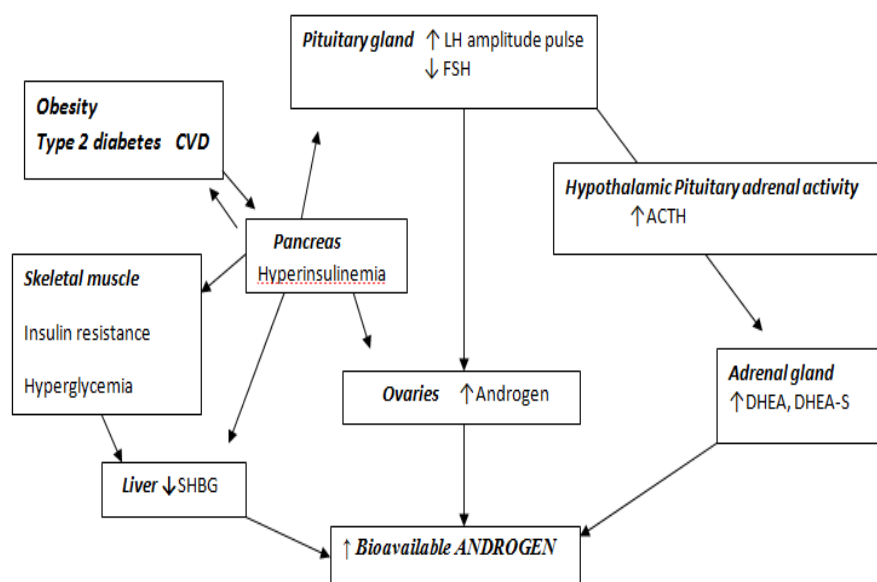 Pituitary gland ↑ LH amplitude pulse
↓ FSH
Obesity
Type 2 diabetes CVD
Hypothalamic Pituitary adrenal activity
↑ACTH
Pancreas
Hyperinsulinemia
Skeletal muscle
Insulin resistance
Hyperglycemia
Ovaries ↑Androgen
Adrenal gland
↑DHEA, DHEA-S
Liver ↓SHBG
↑ Bioavailable ANDROGEN